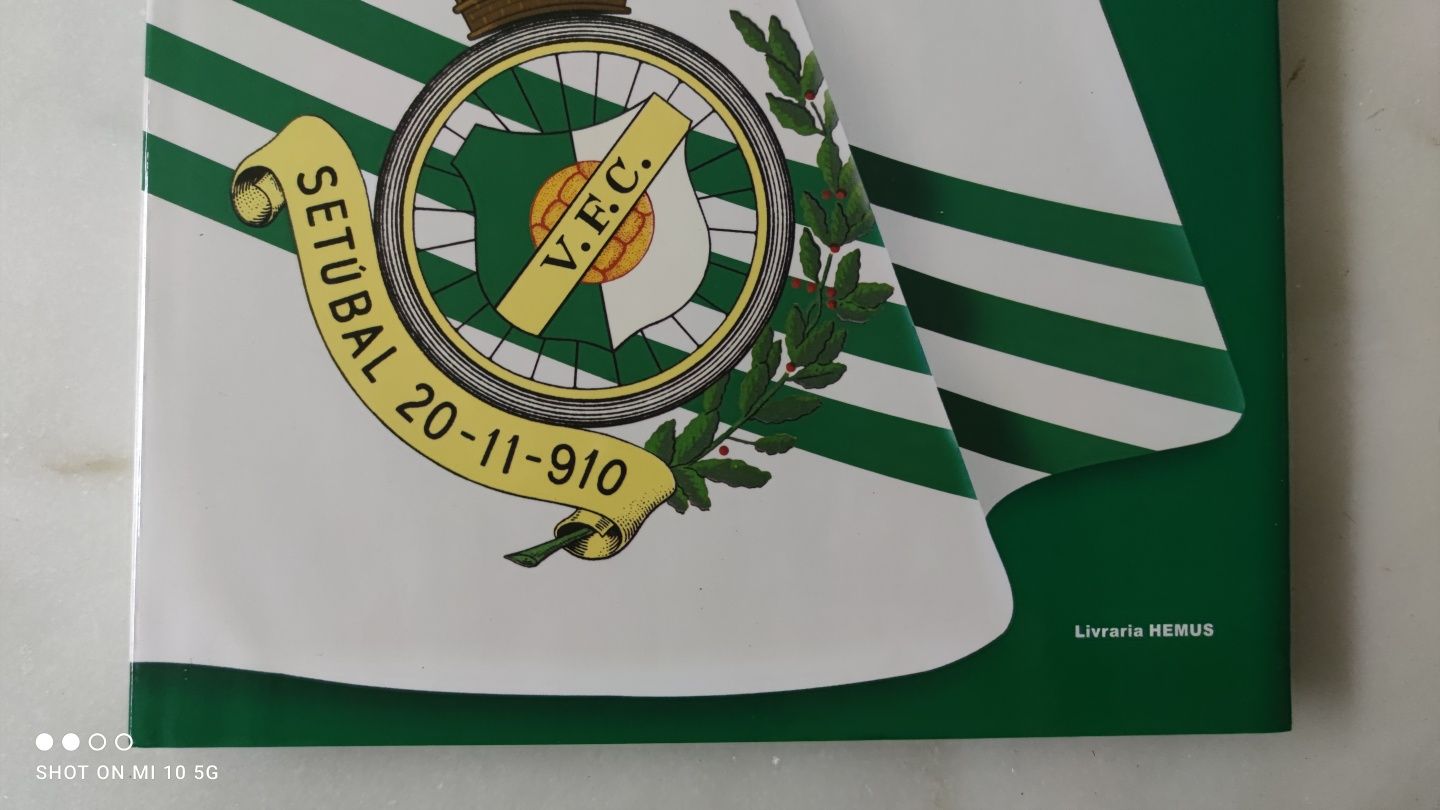 V.F.C.
SETÚBAL 20-11-910
Livraria HEMUS
SHOT ON MI 10 5G